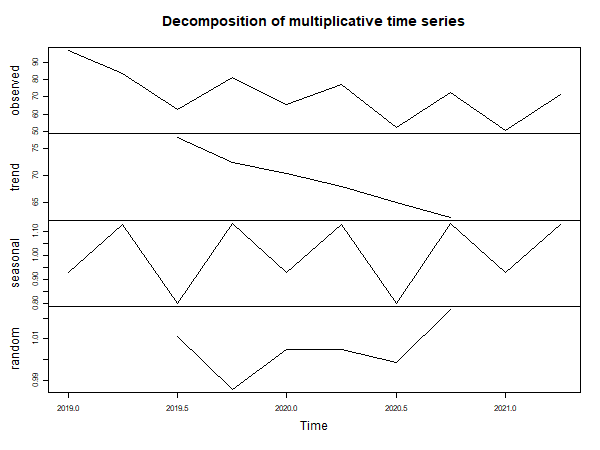 Decomposition of multiplicative time series
observed
50 60 70 80 90
trend
65 70 75
seasonal
0.80 0.90 1.00 1.10
random
0.99 1.01
2019.0 2019.5 2020.0 2020.5 2021.0
Time